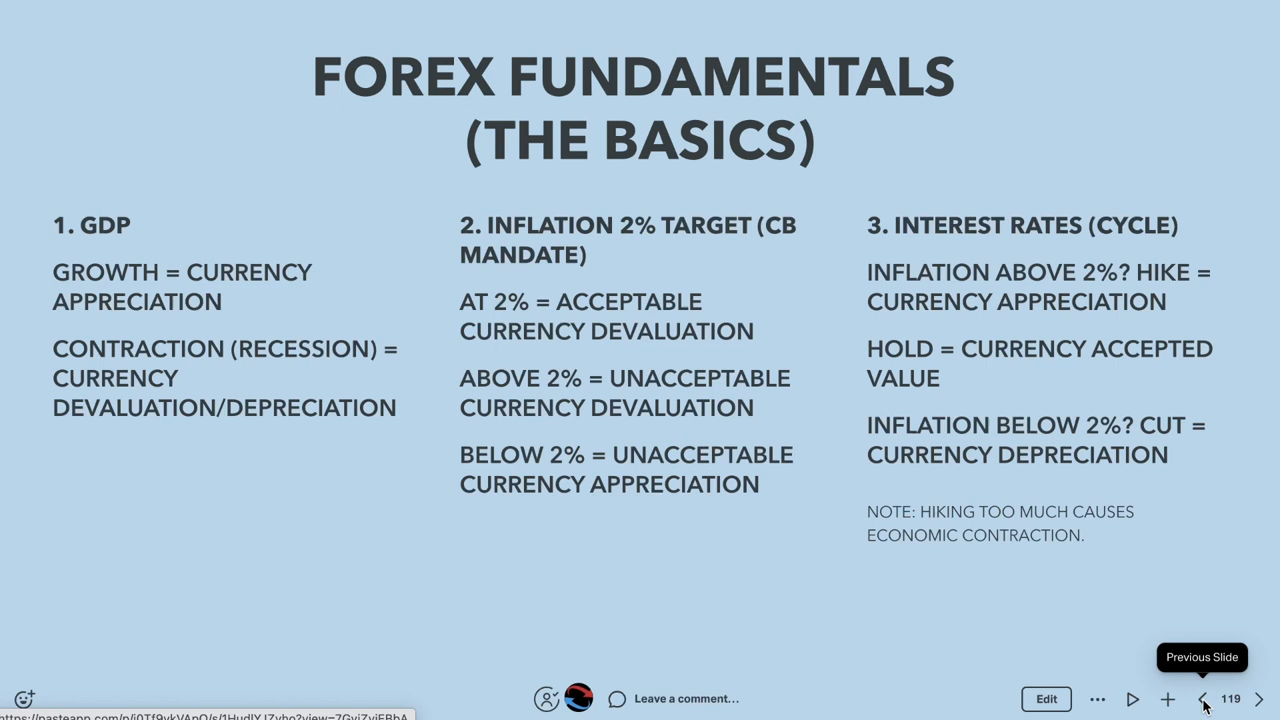 FOREX FUNDAMENTALS
(THE BASICS)
1. GDP
GROWTH = CURRENCY
APPRECIATION
CONTRACTION (RECESSION) =
CURRENCY
DEVALUATION/DEPRECIATION
2. INFLATION 2% TARGET (CB
MANDATE)
AT 2% = ACCEPTABLE
CURRENCY DEVALUATION
ABOVE 2% = UNACCEPTABLE
CURRENCY DEVALUATION
BELOW 2% = UNACCEPTABLE
CURRENCY APPRECIATION
3. INTEREST RATES (CYCLE)
INFLATION ABOVE 2%? HIKE =
CURRENCY APPRECIATION
HOLD = CURRENCY ACCEPTED
VALUE
INFLATION BELOW 2%? CUT =
CURRENCY DEPRECIATION
NOTE: HIKING TOO MUCH CAUSES
ECONOMIC CONTRACTION.
Previous Slide
Leave a comment...
Edit
119